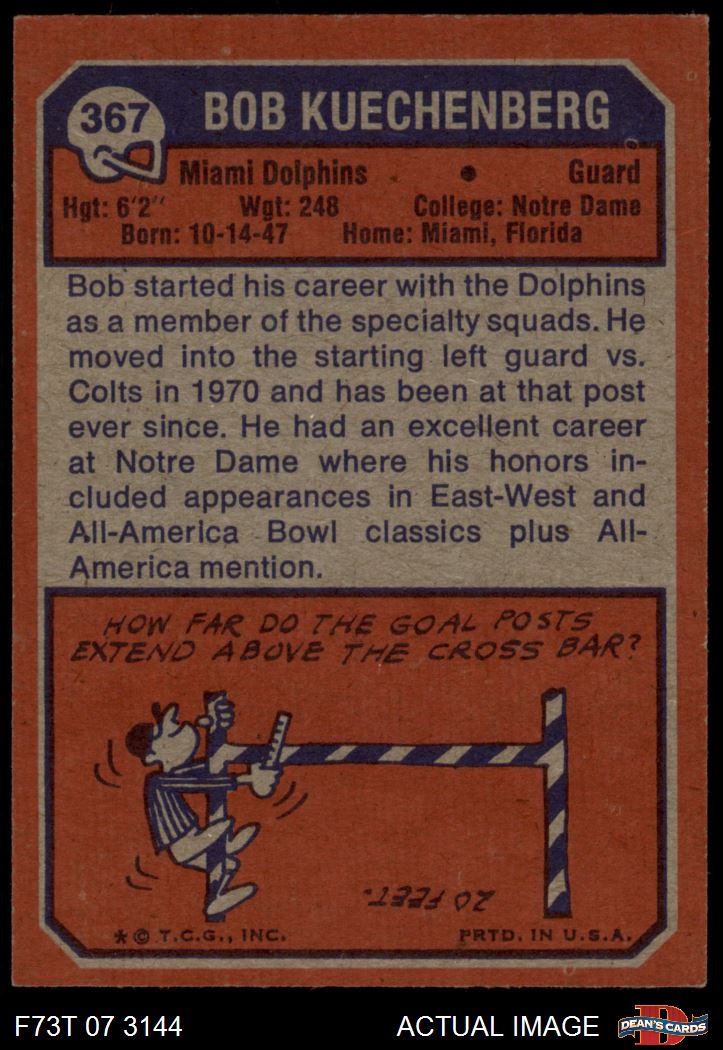 367
BOB KUECHENBERG
Miami Dolphins • Guard
Hgt: 6'2" Wgt: 248 College: Notre Dame
Born: 10-14-47 Home: Miami, Florida
Bob started his career with the Dolphins
as a member of the specialty squads. He
moved into the starting left guard vs.
Colts in 1970 and has been at that post
ever since. He had an excellent career
at Notre Dame where his honors in-
cluded appearances in East-West and
All-America Bowl classics plus All-
America mention.
HOW FAR DO THE GOAL POSTS
EXTEND ABOVE THE CROSS BAR?
20 FEET.
* © T.C.G., INC. PRTD. IN U.S.A.
F73T 07 3144 ACTUAL IMAGE
D
DEAN'S CARDS